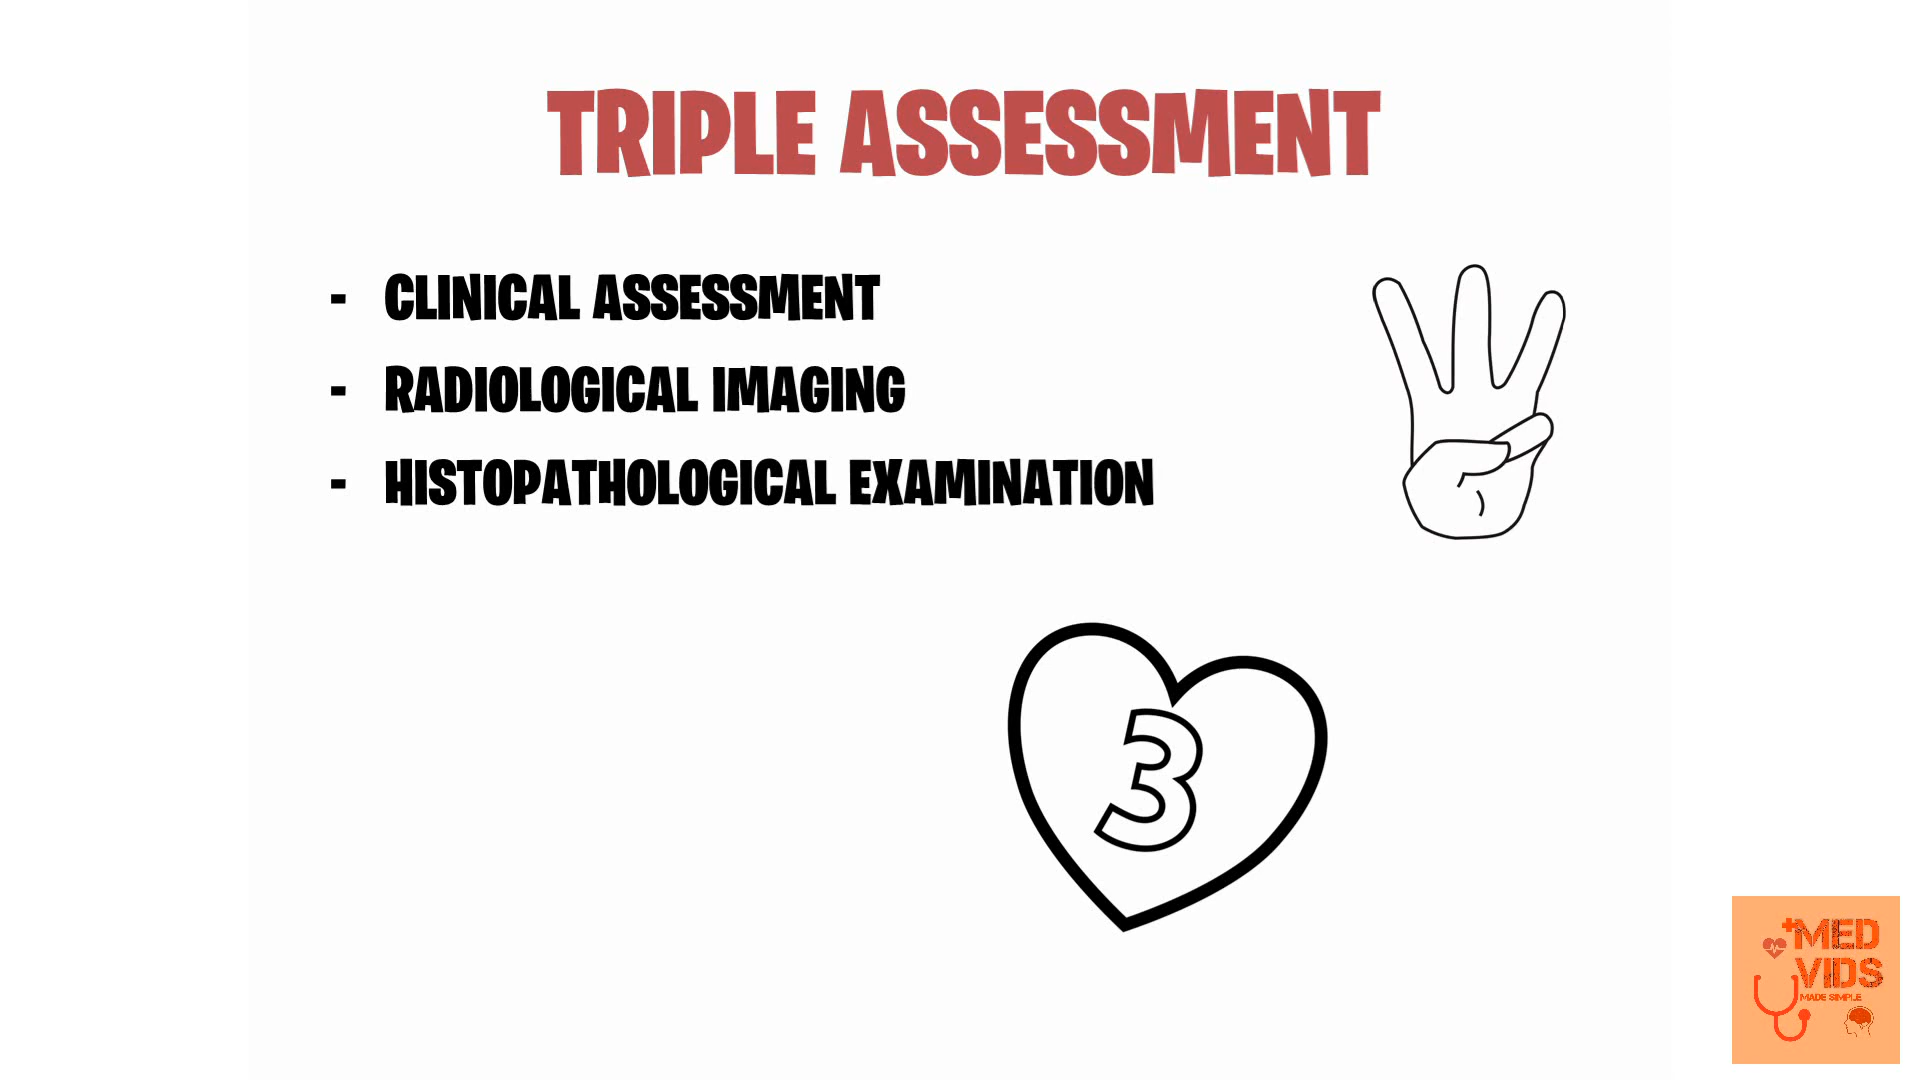 TRIPLE ASSESSMENT
- CLINICAL ASSESSMENT
- RADIOLOGICAL IMAGING
- HISTOPATHOLOGICAL EXAMINATION
3
MED
VIDS
MADE SIMPLE